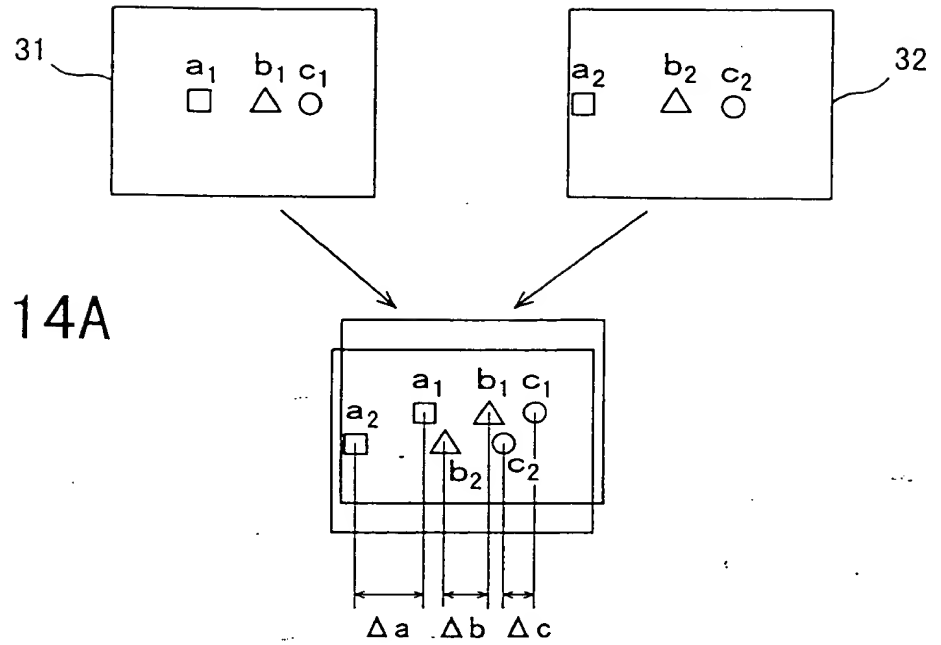 31
a₁ b₁ c₁
a₂ b₂ c₂
32
14A
a₁ b₁ c₁
a₂
b₂ c₂
Δa Δb Δc